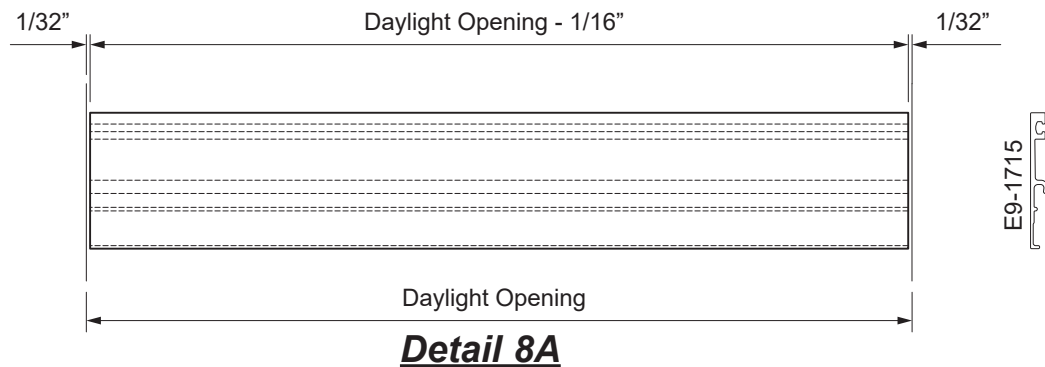 1/32”
Daylight Opening - 1/16”
1/32”
E9-1715
Daylight Opening
Detail 8A